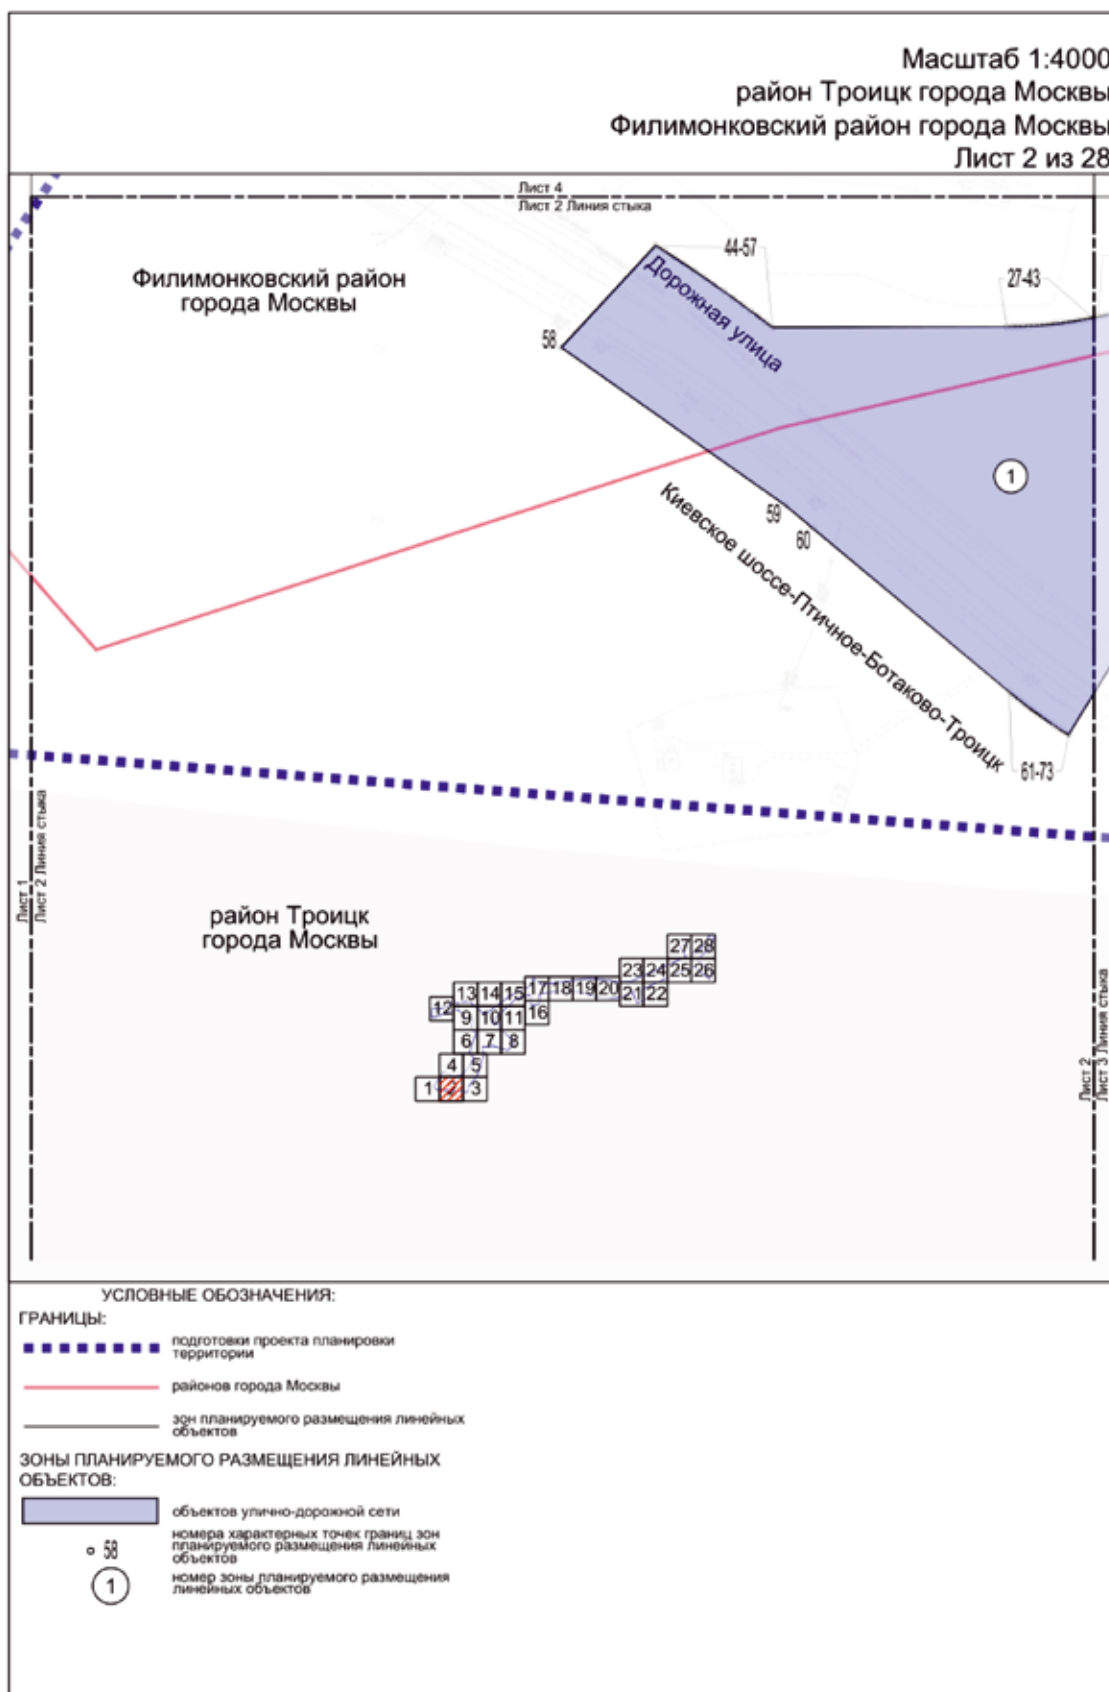 Масштаб 1:4000
район Троицк города Москвы
Филимонковский район города Москвы
Лист 2 из 28
Лист 4
Лист 2 Линия стыка
Филимонковский район
города Москвы
44-57
27-43
Дорожная улица
58
1
59
60
Киевское шоссе-Птичное-Ботаково-Троицк
61-73
Лист 1
Лист 2 Линия стыка
район Троицк
города Москвы
27 28
23 24 25 26
13 14 15 17 18 19 20 21 22
12 9 10 11 16
6 7 8
4 5
1 2 3
Лист 2
Лист 3 Линия стыка
УСЛОВНЫЕ ОБОЗНАЧЕНИЯ:
ГРАНИЦЫ:
подготовки проекта планировки
территории
районов города Москвы
зон планируемого размещения линейных
объектов
ЗОНЫ ПЛАНИРУЕМОГО РАЗМЕЩЕНИЯ ЛИНЕЙНЫХ
ОБЪЕКТОВ:
объектов улично-дорожной сети
58
номера характерных точек границ зон
планируемого размещения линейных
объектов
1
номер зоны планируемого размещения
линейных объектов